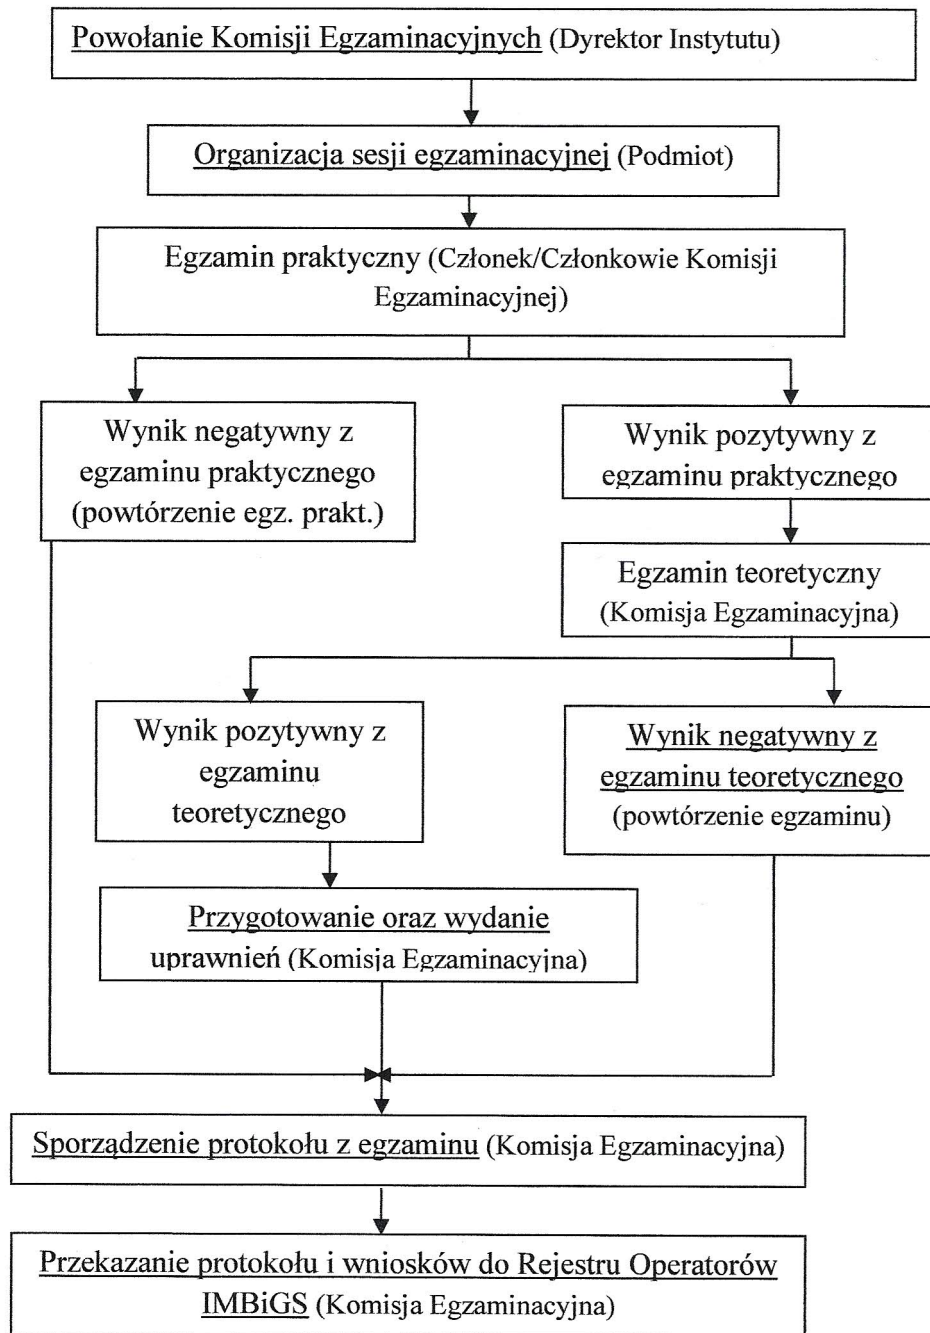 Powołanie Komisji Egzaminacyjnych (Dyrektor Instytutu)
Organizacja sesji egzaminacyjnej (Podmiot)
Egzamin praktyczny (Członek/Członkowie Komisji
Egzaminacyjnej)
Wynik negatywny z
egzaminu praktycznego
(powtórzenie egz. prakt.)
Wynik pozytywny z
egzaminu praktycznego
Egzamin teoretyczny
(Komisja Egzaminacyjna)
Wynik pozytywny z
egzaminu
teoretycznego
Wynik negatywny z
egzaminu teoretycznego
(powtórzenie egzaminu)
Przygotowanie oraz wydanie
uprawnień (Komisja Egzaminacyjna)
Sporządzenie protokołu z egzaminu (Komisja Egzaminacyjna)
Przekazanie protokołu i wniosków do Rejestru Operatorów
IMBiGS (Komisja Egzaminacyjna)